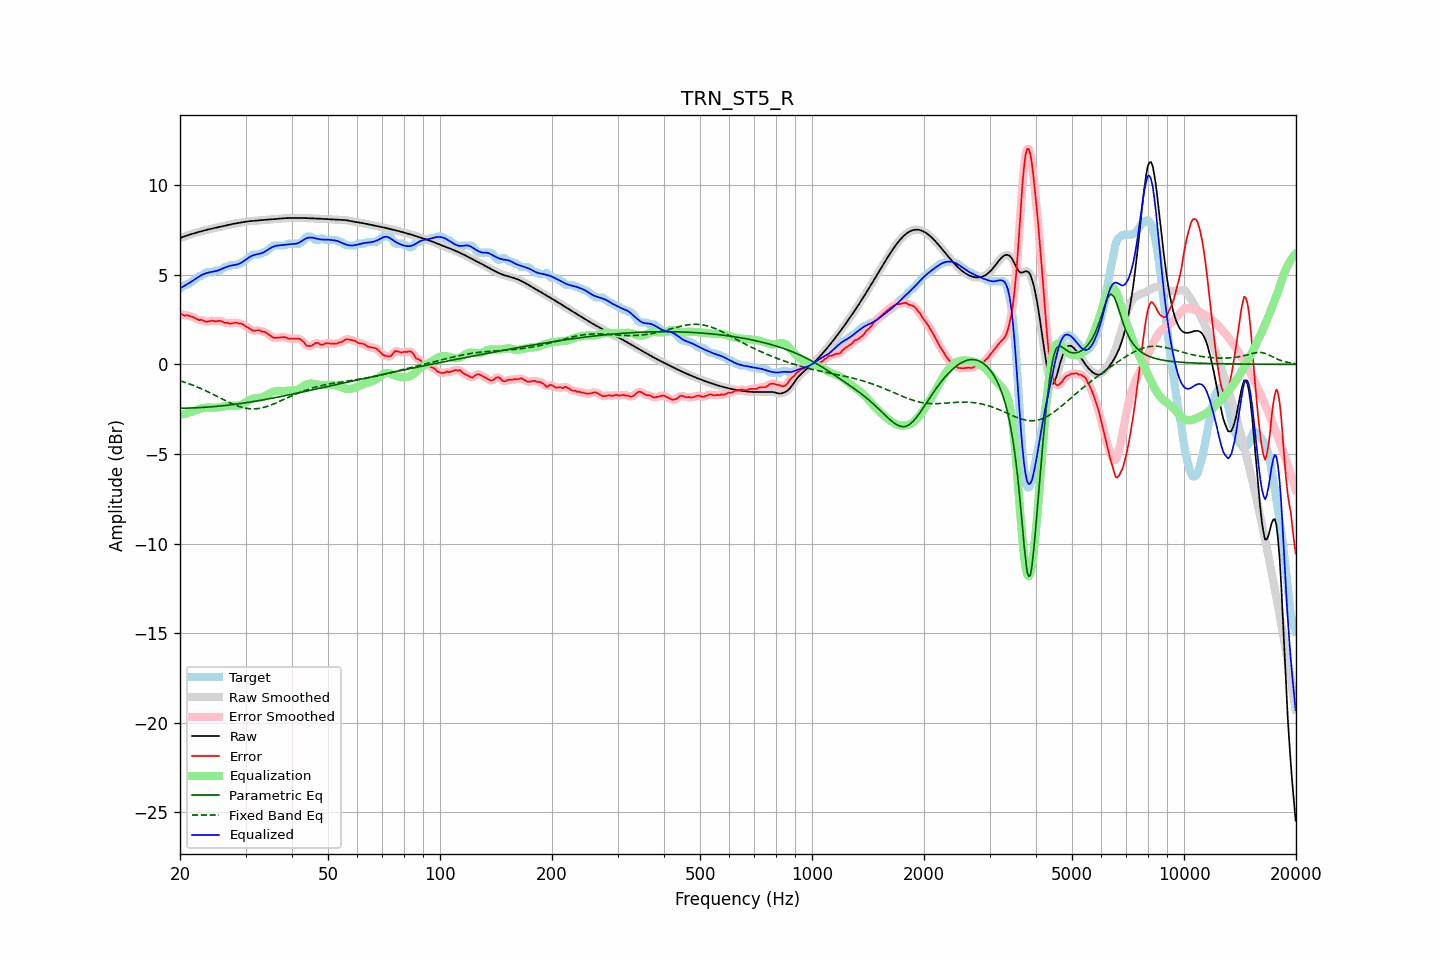 TRN_ST5_R
Amplitude (dBr)
10
5
0
−5
−10
−15
−20
−25
Target
Raw Smoothed
Error Smoothed
Raw
Error
Equalization
Parametric Eq
Fixed Band Eq
Equalized
20 50 100 200 500 1000 2000 5000 10000 20000
Frequency (Hz)